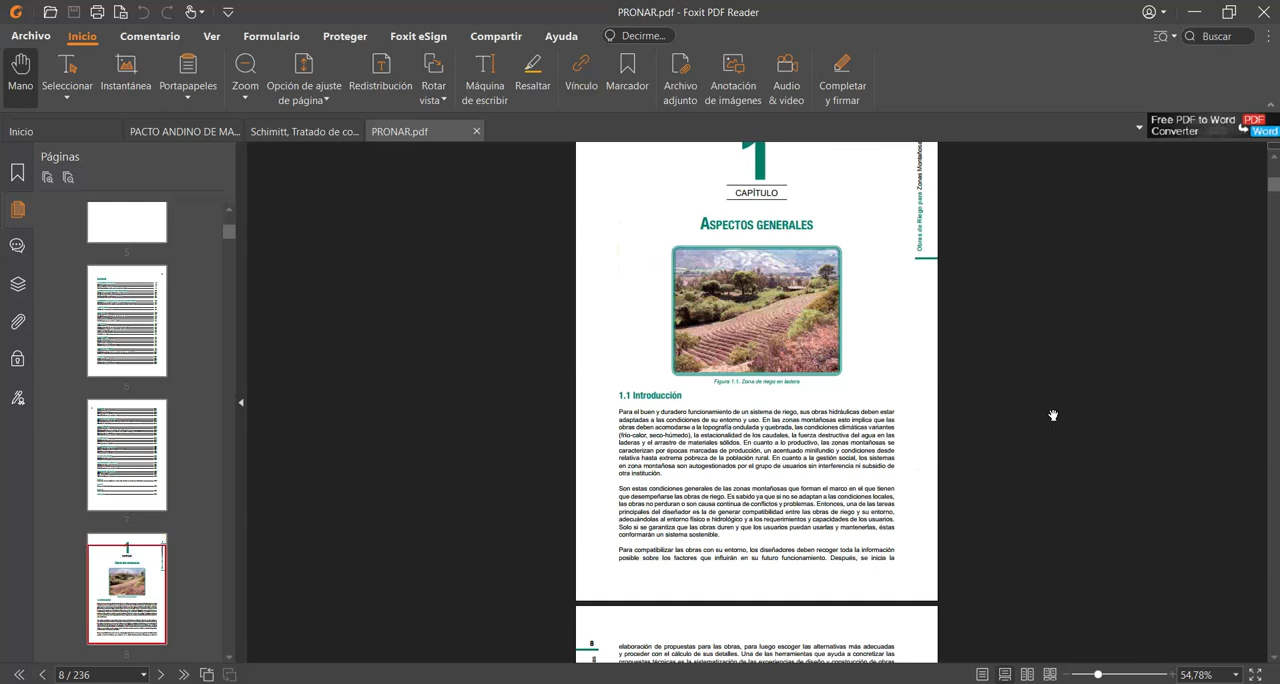 PRONAR.pdf - Foxit PDF Reader
Archivo
Inicio
Comentario
Ver
Formulario
Proteger
Foxit eSign
Compartir
Ayuda
Decirme...
Buscar
Mano
Seleccionar
Instantánea
Portapapeles
Zoom
Opción de ajuste
de página
Redistribución
Rotar
vista
Máquina
de escribir
Resaltar
Vínculo
Marcador
Archivo
adjunto
Anotación
de imágenes
Audio
& video
Completar
y firmar
Inicio
PACTO ANDINO DE MA...
Schimitt, Tratado de co...
PRONAR.pdf
Free PDF to Word
Converter
PDF
Word
Páginas
5
6
7
8
1
CAPÍTULO
ASPECTOS GENERALES
Obras de Riego para Zonas Montañosas
Figura 1.1. Zona de riego en ladera
1.1 Introducción
Para el buen y duradero funcionamiento de un sistema de riego, sus obras hidráulicas deben estar
adaptadas a las condiciones de su entorno y uso. En las zonas montañosas esto implica que las
obras deben acomodarse a la topografía ondulada y quebrada, las condiciones climáticas variantes
(frío-calor, seco-húmedo), la estacionalidad de los caudales, la fuerza destructiva del agua en las
laderas y el arrastre de materiales sólidos. En cuanto a lo productivo, las zonas montañosas se
caracterizan por épocas marcadas de producción, un acentuado minifundio y condiciones desde
relativa hasta extrema pobreza de la población rural. En cuanto a la gestión social, los sistemas
en zona montañosa son autogestionados por el grupo de usuarios sin interferencia ni subsidio de
otra institución.
Son estas condiciones generales de las zonas montañosas que forman el marco en el que tienen
que desempeñarse las obras de riego. Es sabido ya que si no se adaptan a las condiciones locales,
las obras no perduran o son causa continua de conflictos y problemas. Entonces, una de las tareas
principales del diseñador es la de generar compatibilidad entre las obras de riego y su entorno,
adecuándolas al entorno físico e hidrológico y a los requerimientos y capacidades de los usuarios.
Solo si se garantiza que las obras duren y que los usuarios puedan usarlas y mantenerlas, éstas
conformarán un sistema sostenible.
Para compatibilizar las obras con su entorno, los diseñadores deben recoger toda la información
posible sobre los factores que influirán en su futuro funcionamiento. Después, se inicia la
8
elaboración de propuestas para las obras, para luego escoger las alternativas más adecuadas
y proceder con el cálculo de sus detalles. Una de las herramientas que ayuda a concretizar las
propuestas técnicas es la sistematización de las experiencias de diseño y construcción de obras
8 / 236
54,78%